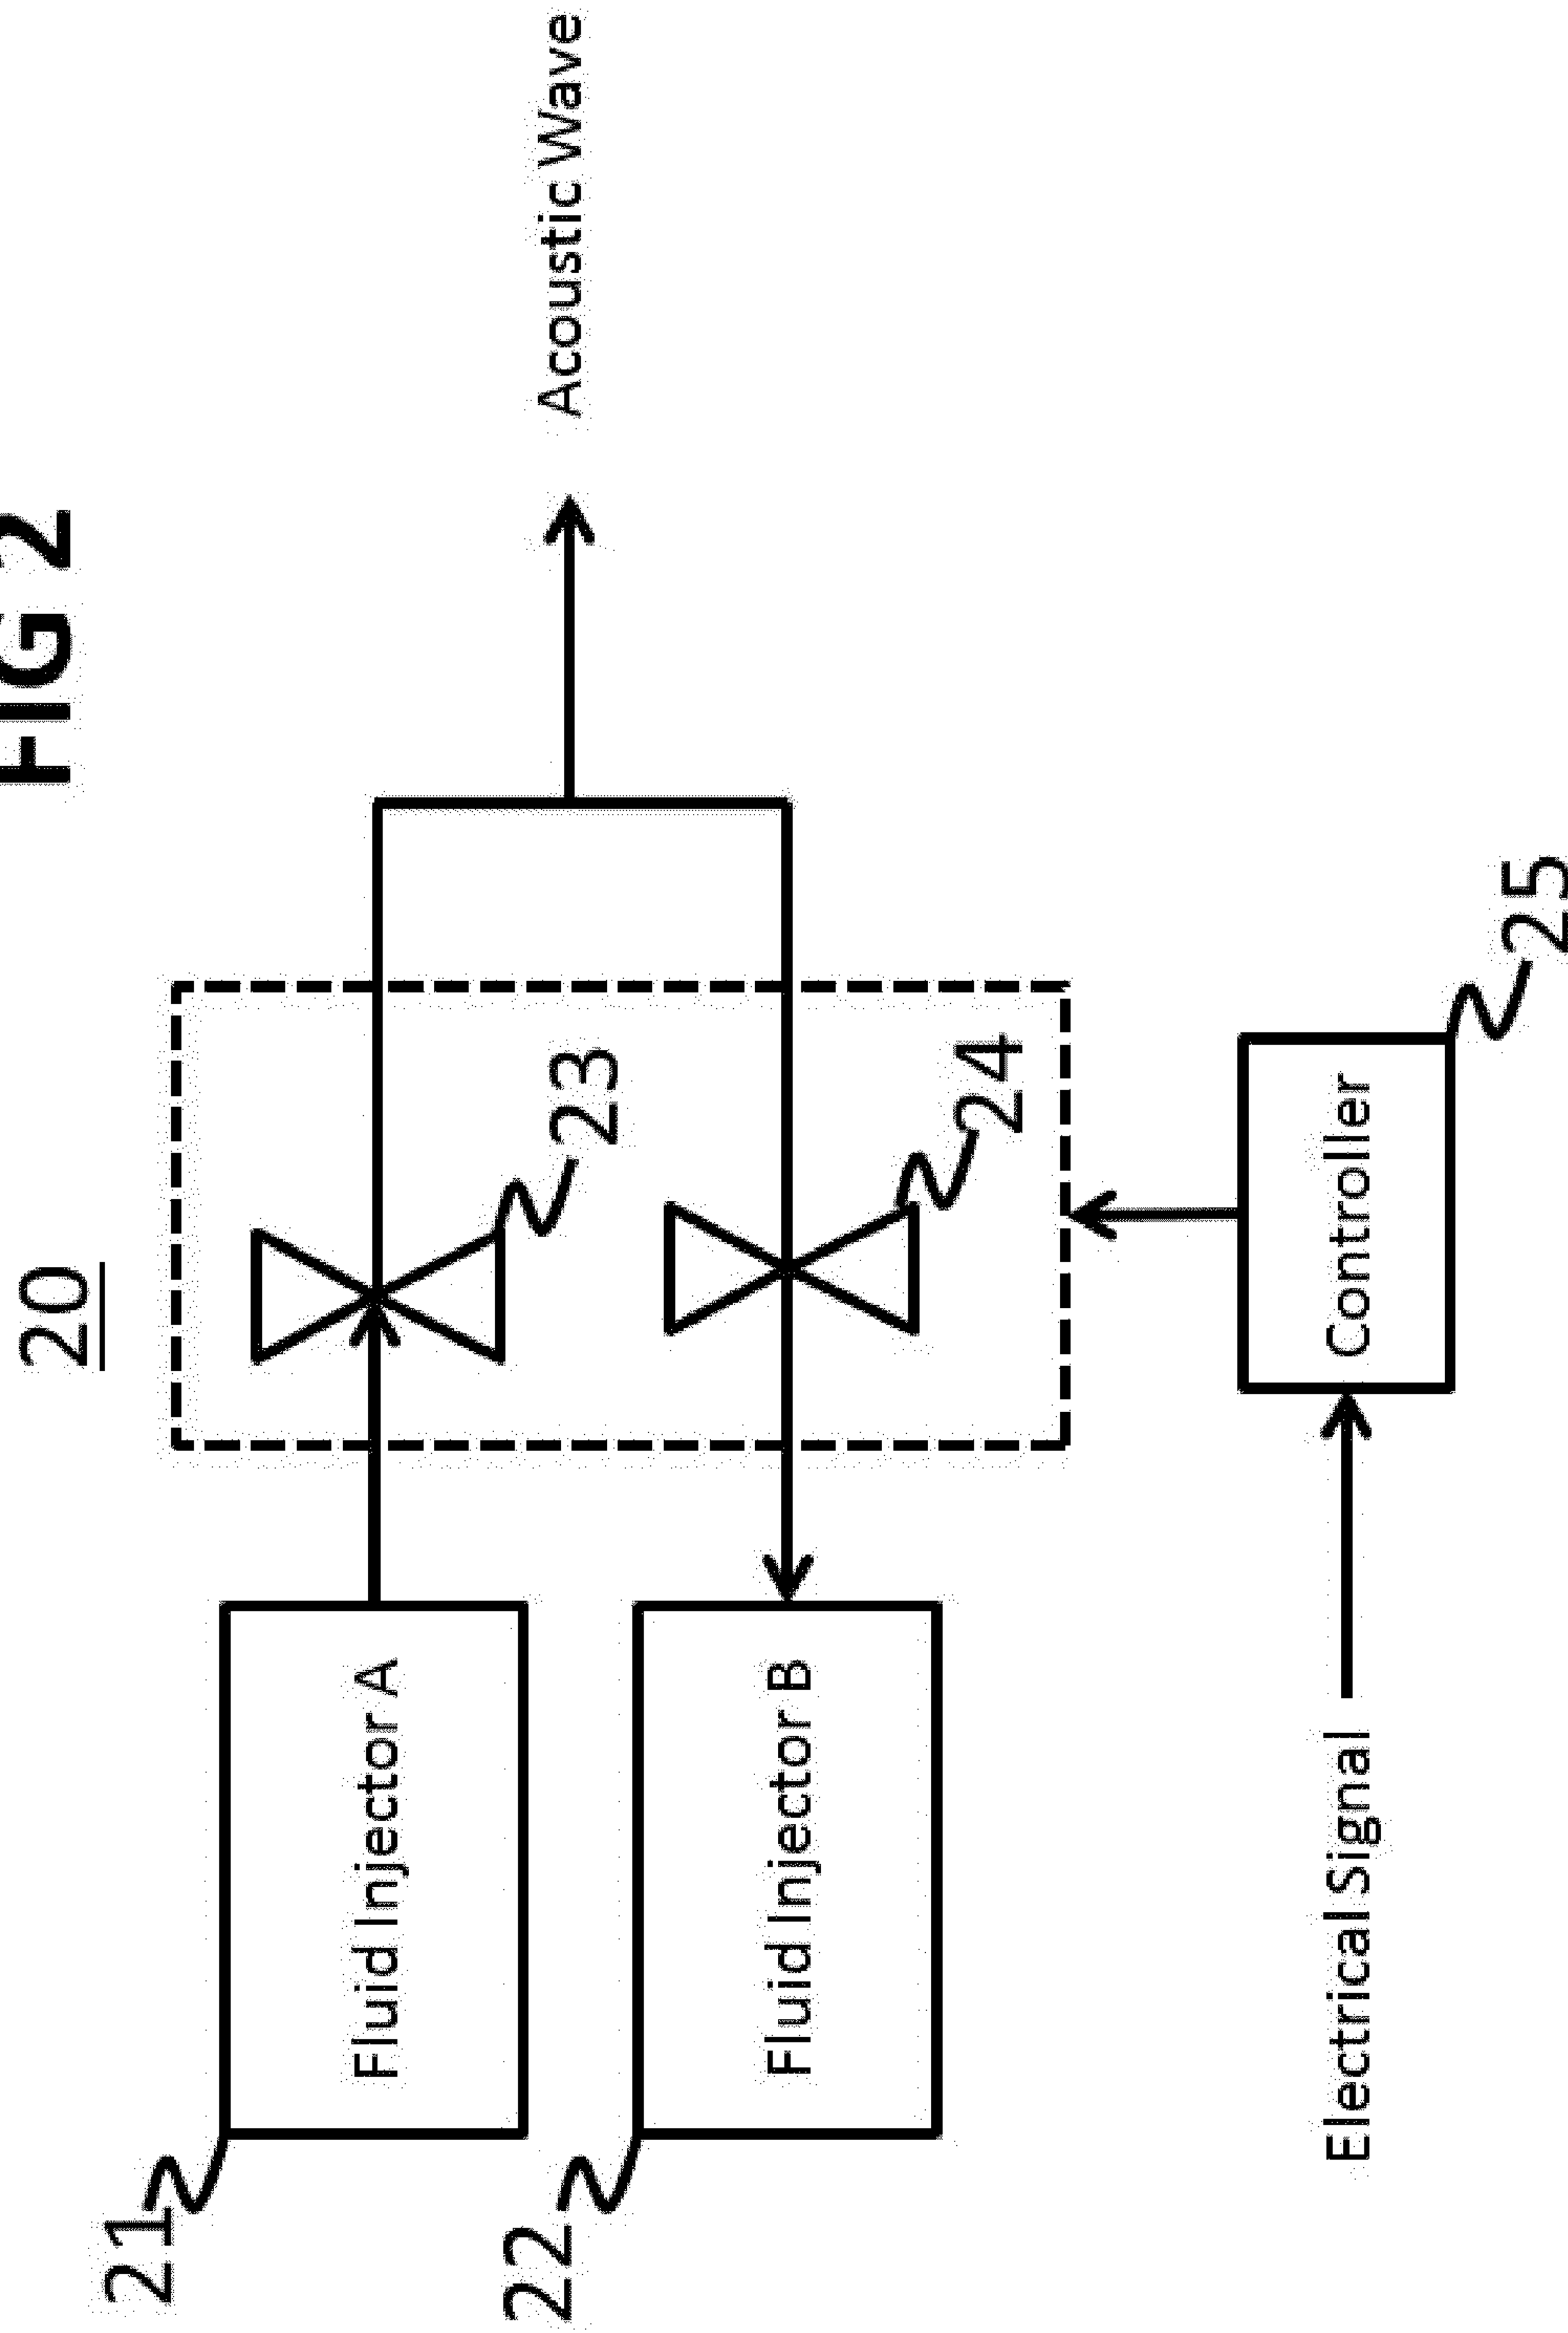 FIG 2
20
21
Fluid Injector A
23
Acoustic Wave
22
Fluid Injector B
24
Electrical Signal
Controller
25